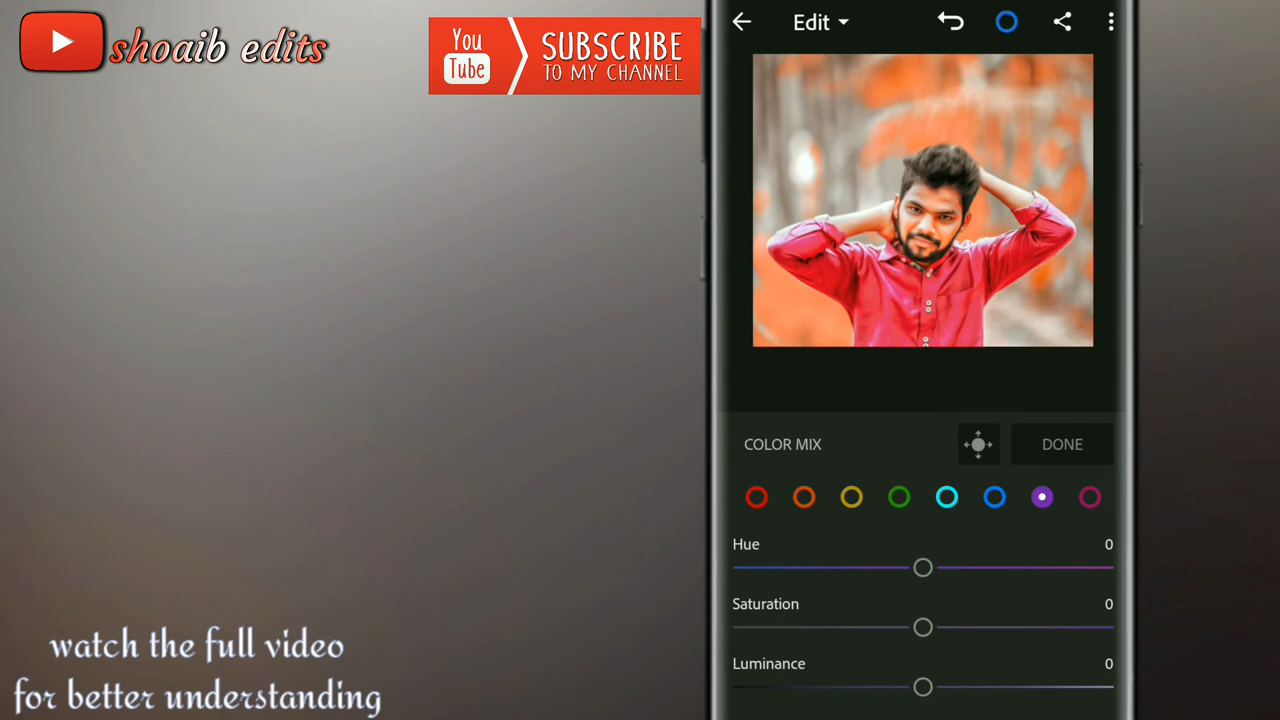 shoaib edits
You
Tube
SUBSCRIBE
TO MY CHANNEL
Edit
COLOR MIX
DONE
Hue
0
Saturation
0
Luminance
0
watch the full video
for better understanding